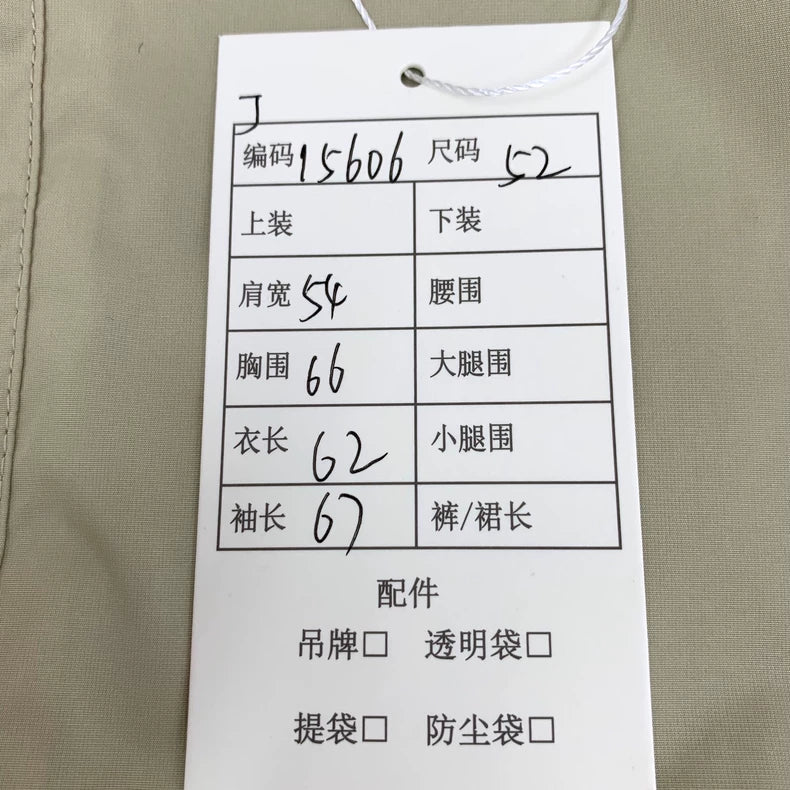 J
编码 15606 尺码 52
上装 下装
肩宽 54 腰围
胸围 66 大腿围
衣长 62 小腿围
袖长 67 裤/裙长
配件
吊牌□ 透明袋□
提袋□ 防尘袋□